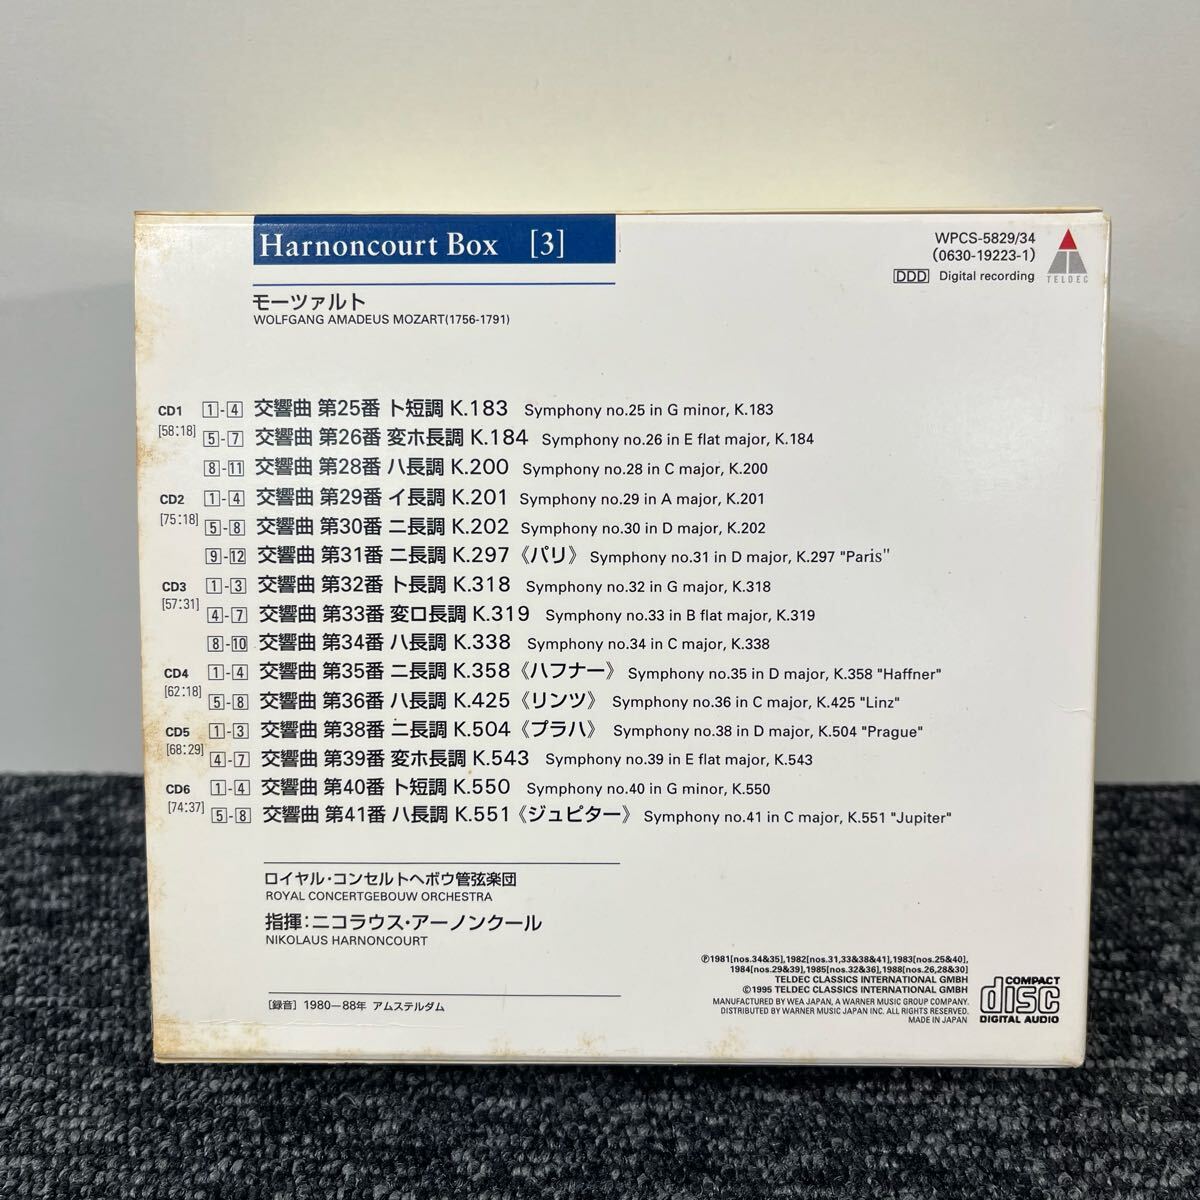 Harnoncourt Box [3]
WPCS-5829/34
(0630-19223-1)
DDD Digital recording
TELDEC
モーツァルト
WOLFGANG AMADEUS MOZART(1756-1791)
CD1 1-4 交響曲 第25番 ト短調 K.183 Symphony no.25 in G minor, K.183
[58:18] 5-7 交響曲 第26番 変ホ長調 K.184 Symphony no.26 in E flat major, K.184
8-11 交響曲 第28番 ハ長調 K.200 Symphony no.28 in C major, K.200
CD2 1-4 交響曲 第29番 イ長調 K.201 Symphony no.29 in A major, K.201
[75:18] 5-8 交響曲 第30番 ニ長調 K.202 Symphony no.30 in D major, K.202
9-12 交響曲 第31番 ニ長調 K.297《パリ》 Symphony no.31 in D major, K.297 "Paris"
CD3 1-3 交響曲 第32番 ト長調 K.318 Symphony no.32 in G major, K.318
[57:31] 4-7 交響曲 第33番 変ロ長調 K.319 Symphony no.33 in B flat major, K.319
8-10 交響曲 第34番 ハ長調 K.338 Symphony no.34 in C major, K.338
CD4 1-4 交響曲 第35番 ニ長調 K.358《ハフナー》 Symphony no.35 in D major, K.358 "Haffner"
[62:18] 5-8 交響曲 第36番 ハ長調 K.425《リンツ》 Symphony no.36 in C major, K.425 "Linz"
CD5 1-3 交響曲 第38番 ニ長調 K.504《プラハ》 Symphony no.38 in D major, K.504 "Prague"
[68:29] 4-7 交響曲 第39番 変ホ長調 K.543 Symphony no.39 in E flat major, K.543
CD6 1-4 交響曲 第40番 ト短調 K.550 Symphony no.40 in G minor, K.550
[74:37] 5-8 交響曲 第41番 ハ長調 K.551《ジュピター》 Symphony no.41 in C major, K.551 "Jupiter"
ロイヤル・コンセルトヘボウ管弦楽団
ROYAL CONCERTGEBOUW ORCHESTRA
指揮:ニコラウス・アーノンクール
NIKOLAUS HARNONCOURT
[録音] 1980—88年 アムステルダム
Ⓟ1981[nos.34&35],1982[nos.31,33&38&41],1983[nos.25&40],
1984[nos.29&39],1985[nos.32&36],1988[nos.26,28&30]
TELDEC CLASSICS INTERNATIONAL GMBH
©1995 TELDEC CLASSICS INTERNATIONAL GMBH
MANUFACTURED BY WEA JAPAN, A WARNER MUSIC GROUP COMPANY.
DISTRIBUTED BY WARNER MUSIC JAPAN INC. ALL RIGHTS RESERVED.
MADE IN JAPAN
COMPACT
disc
DIGITAL AUDIO